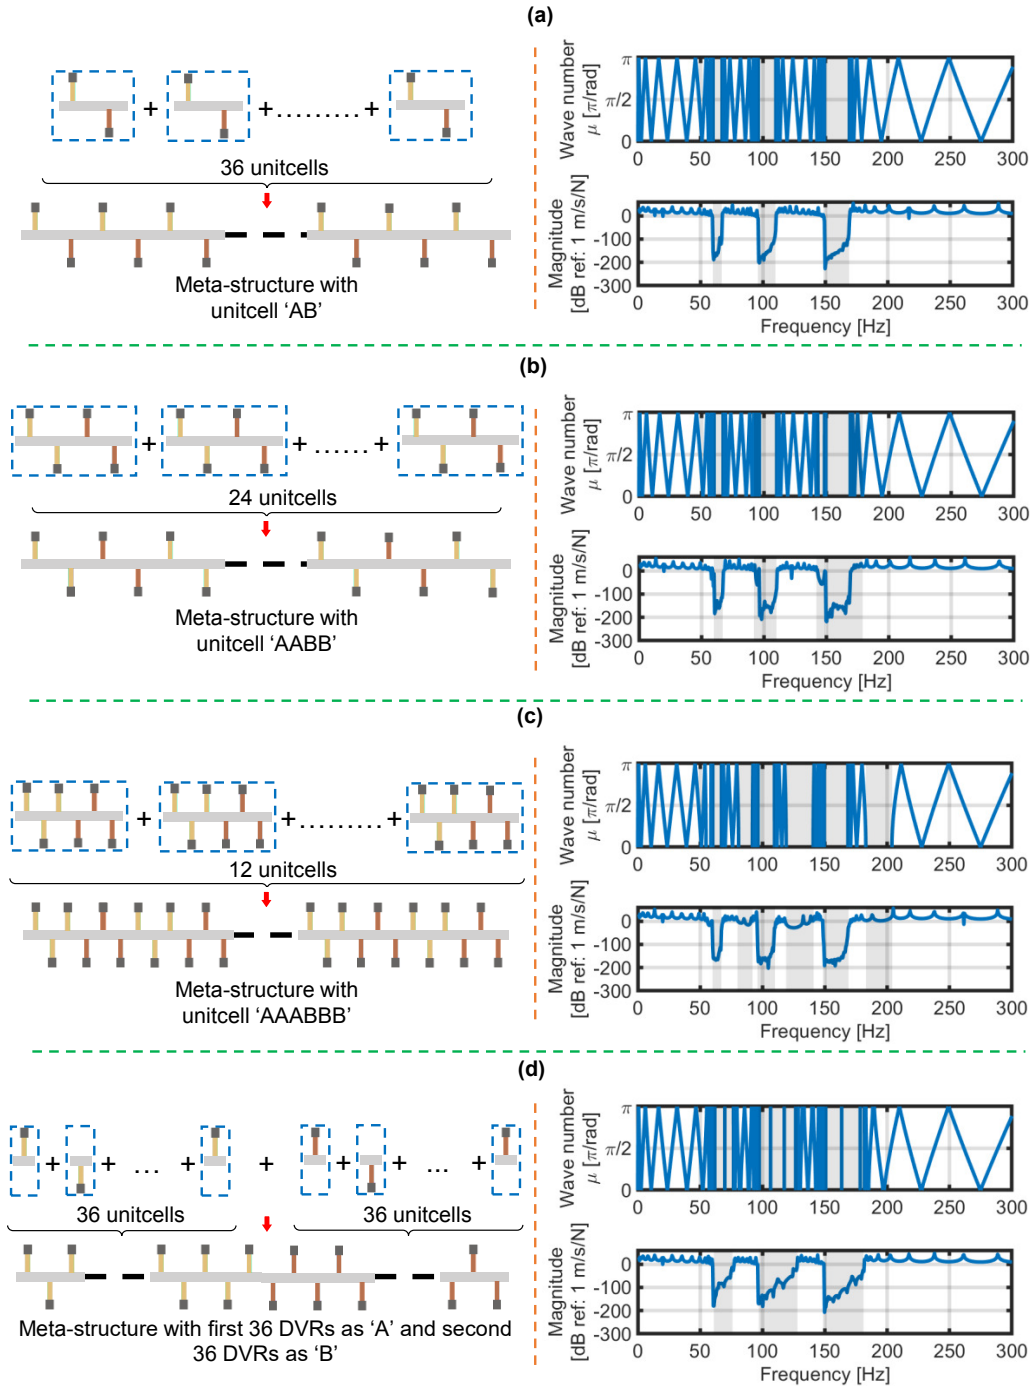 (a)
+ + ......... +
36 unitcells
Meta-structure with
unitcell ‘AB’
Wave number
μ [π/rad]
π
π/2
0
0 50 100 150 200 250 300
Magnitude
[dB ref: 1 m/s/N]
0
-100
-200
-300
0 50 100 150 200 250 300
Frequency [Hz]
(b)
+ + ...... +
24 unitcells
Meta-structure with
unitcell ‘AABB’
Wave number
μ [π/rad]
π
π/2
0
0 50 100 150 200 250 300
Magnitude
[dB ref: 1 m/s/N]
0
-100
-200
-300
0 50 100 150 200 250 300
Frequency [Hz]
(c)
+ + ......... +
12 unitcells
Meta-structure with
unitcell ‘AAABBB’
Wave number
μ [π/rad]
π
π/2
0
0 50 100 150 200 250 300
Magnitude
[dB ref: 1 m/s/N]
0
-100
-200
-300
0 50 100 150 200 250 300
Frequency [Hz]
(d)
+ + ... + + + + ... +
36 unitcells 36 unitcells
Meta-structure with first 36 DVRs as ‘A’ and second
36 DVRs as ‘B’
Wave number
μ [π/rad]
π
π/2
0
0 50 100 150 200 250 300
Magnitude
[dB ref: 1 m/s/N]
0
-100
-200
-300
0 50 100 150 200 250 300
Frequency [Hz]